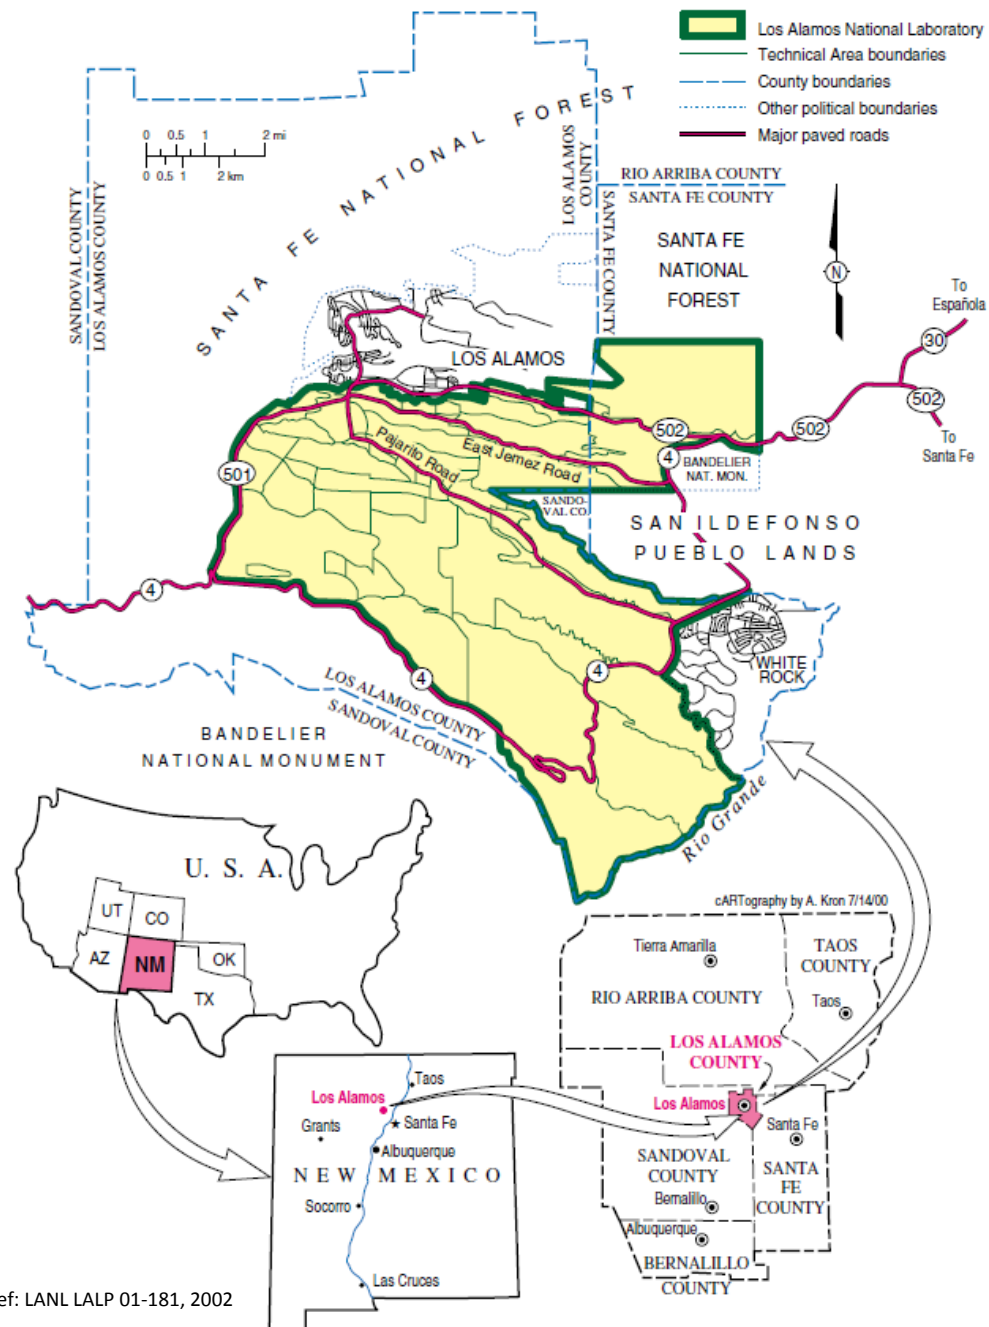 Los Alamos National Laboratory
Technical Area boundaries
County boundaries
Other political boundaries
Major paved roads
0 0.5 1 2 mi
0 0.5 1 2 km
SANTA FE NATIONAL FOREST
SANDOVAL COUNTY
LOS ALAMOS COUNTY
LOS ALAMOS
COUNTY
SANTA FE COUNTY
RIO ARRIBA COUNTY
SANTA FE COUNTY
SANTA FE
NATIONAL
FOREST
N
To
Española
30
502
502
502
To
Santa Fe
LOS ALAMOS
4
BANDELIER
NAT. MON.
Pajarito Road
East Jemez Road
501
SANDO-
VAL CO.
SAN ILDEFONSO
PUEBLO LANDS
4
WHITE
ROCK
4
4
LOS ALAMOS COUNTY
SANDOVAL COUNTY
BANDELIER
NATIONAL MONUMENT
Rio Grande
U. S. A.
UT
CO
AZ
NM
OK
TX
cARTography by A. Kron 7/14/00
Tierra Amarilla
TAOS
COUNTY
RIO ARRIBA COUNTY
Taos
LOS ALAMOS
COUNTY
Los Alamos
Santa Fe
SANDOVAL
COUNTY
SANTA
FE
COUNTY
Bernalillo
Albuquerque
BERNALILLO
COUNTY
Taos
Los Alamos
Grants
Santa Fe
Albuquerque
NEW MEXICO
Socorro
Las Cruces
ef: LANL LALP 01-181, 2002